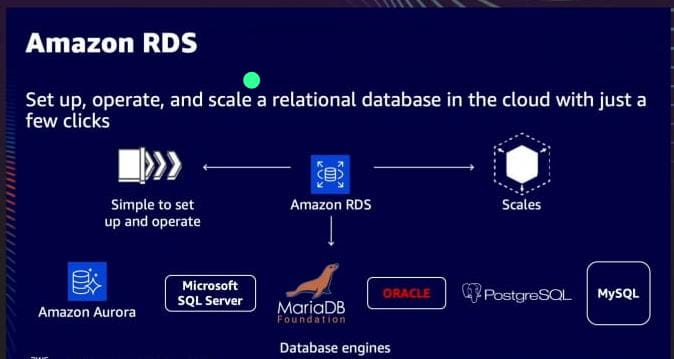 Amazon RDS
Set up, operate, and scale a relational database in the cloud with just a
few clicks
Simple to set
up and operate
Amazon RDS
Scales
Amazon Aurora
Microsoft
SQL Server
MariaDB
Foundation
ORACLE
PostgreSQL
MySQL
Database engines
aws